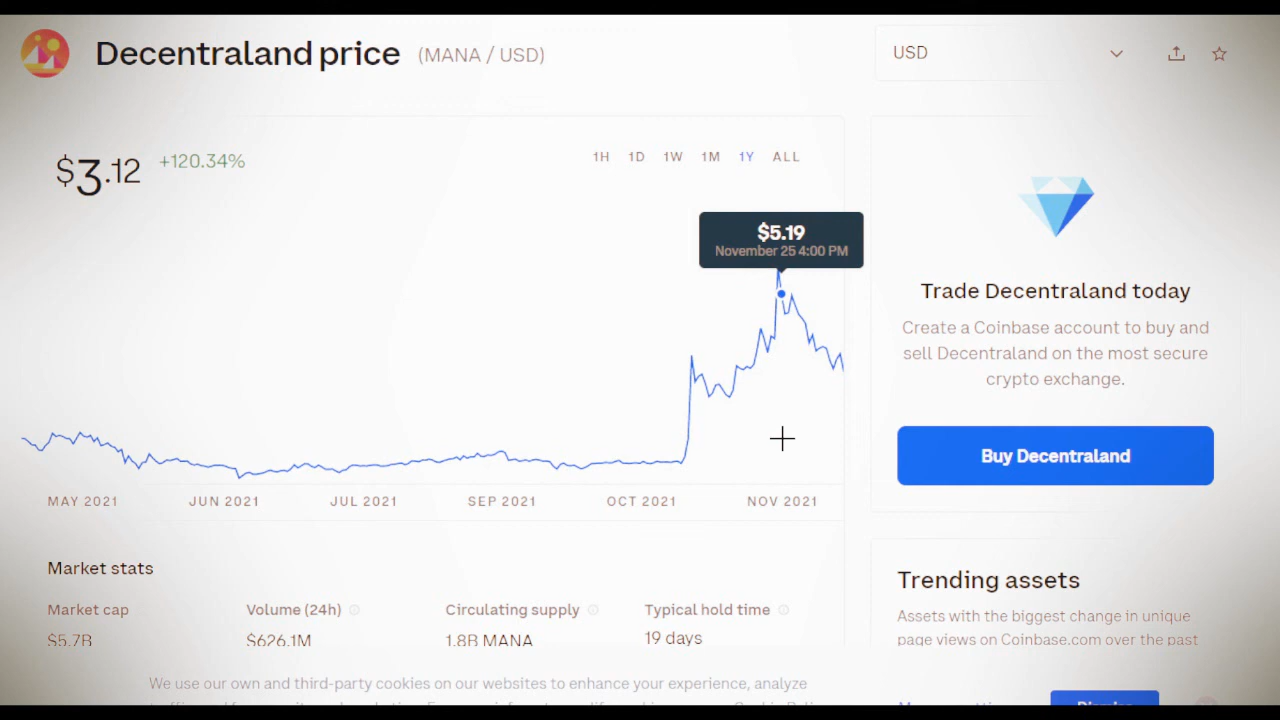 Decentraland price (MANA / USD)
USD
$3.12 +120.34%
1H 1D 1W 1M 1Y ALL
$5.19
November 25 4:00 PM
MAY 2021 JUN 2021 JUL 2021 SEP 2021 OCT 2021 NOV 2021
Trade Decentraland today
Create a Coinbase account to buy and
sell Decentraland on the most secure
crypto exchange.
Buy Decentraland
Market stats
Market cap
$5.7B
Volume (24h)
$626.1M
Circulating supply
1.8B MANA
Typical hold time
19 days
Trending assets
Assets with the biggest change in unique
page views on Coinbase.com over the past
We use our own and third-party cookies on our websites to enhance your experience, analyze
Dismiss